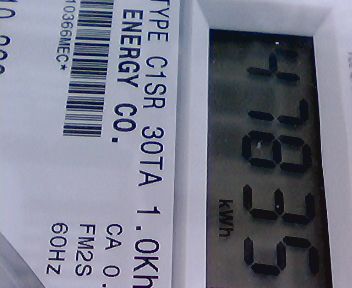 47835
kWh
TYPE C1SR 30TA 1.0Kh
ENERGY CO.
CA 0.
FM2S
60Hz
10366MEC*